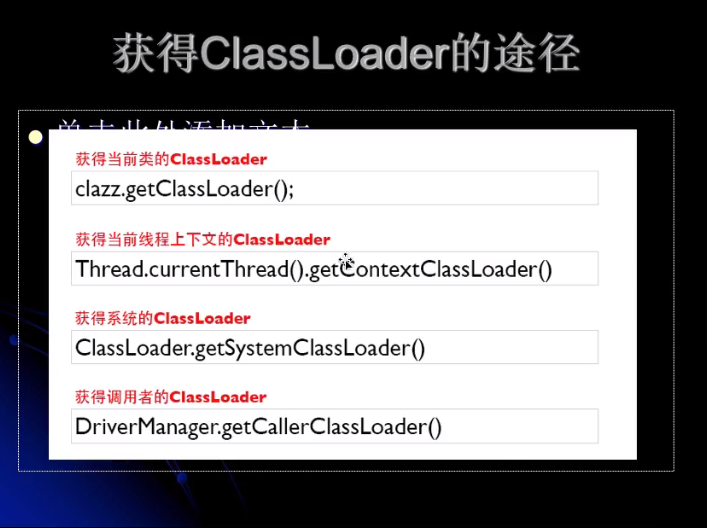 获得ClassLoader的途径
获得当前类的ClassLoader
clazz.getClassLoader();
获得当前线程上下文的ClassLoader
Thread.currentThread().getContextClassLoader()
获得系统的ClassLoader
ClassLoader.getSystemClassLoader()
获得调用者的ClassLoader
DriverManager.getCallerClassLoader()